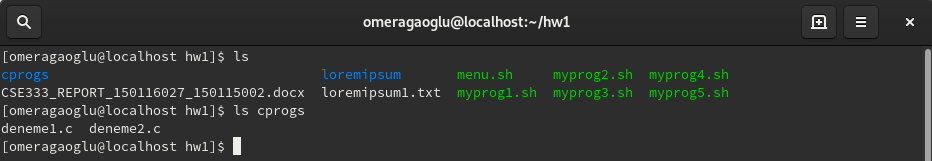 omeragaoglu@localhost:~/hw1
[omeragaoglu@localhost hw1]$ ls
cprogs loremipsum menu.sh myprog2.sh myprog4.sh
CSE333_REPORT_150116027_150115002.docx loremipsum1.txt myprog1.sh myprog3.sh myprog5.sh
[omeragaoglu@localhost hw1]$ ls cprogs
deneme1.c deneme2.c
[omeragaoglu@localhost hw1]$